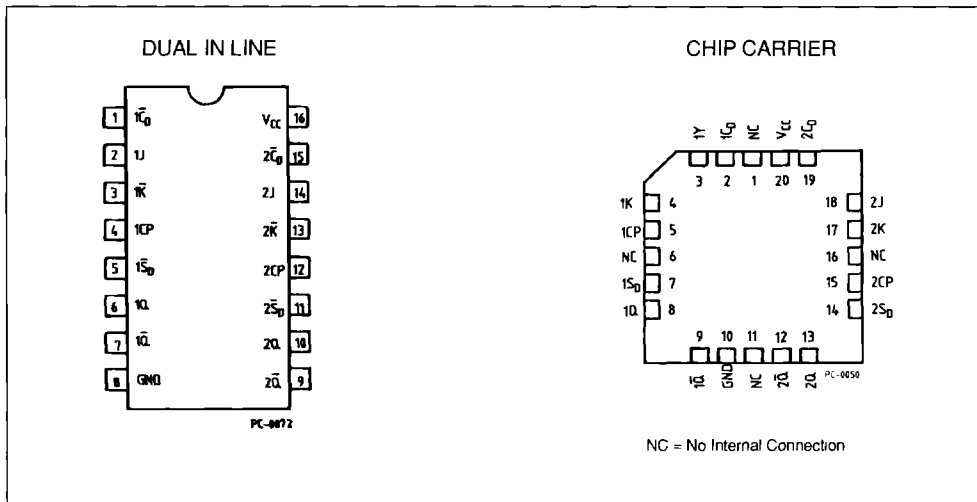 DUAL IN LINE
1 1C̅D VCC 16
2 1J 2C̅D 15
3 1K̅ 2J 14
4 1CP 2K̅ 13
5 1S̅D 2CP 12
6 1Q 2S̅D 11
7 1Q̅ 2Q 10
8 GND 2Q̅ 9
PC-0072
CHIP CARRIER
1Y 1CD NC VCC 2CD
3 2 1 20 19
1K 4 18 2J
1CP 5 17 2K
NC 6 16 NC
1SD 7 15 2CP
1Q 8 14 2SD
9 10 11 12 13
1Q̅ GND NC 2Q̅ 2Q
PC-0050
NC = No Internal Connection